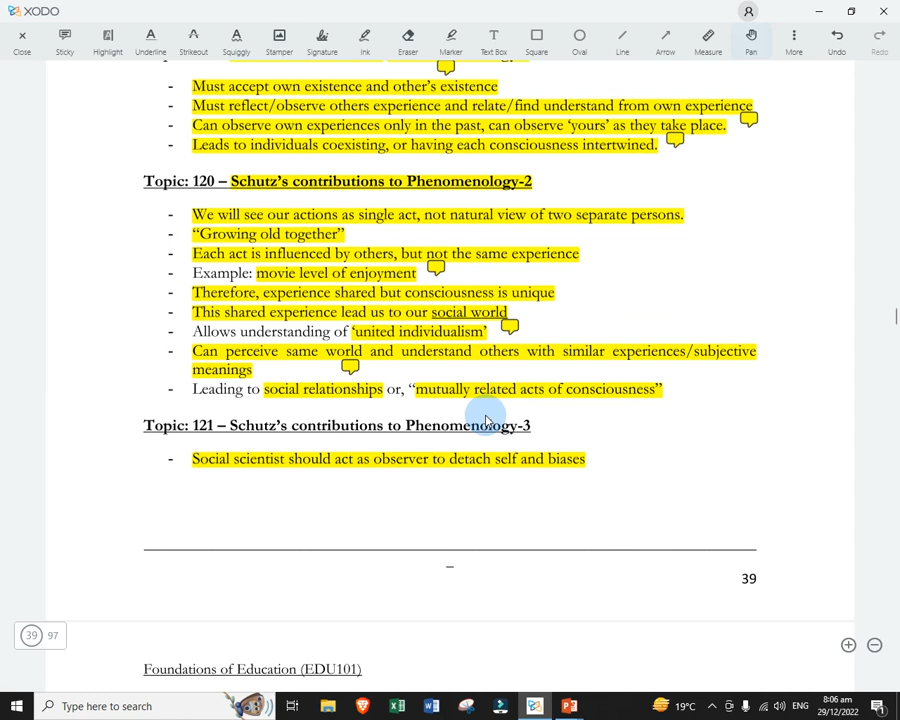 XODO
Close
Sticky
Highlight
Underline
Strikeout
Squiggly
Stamper
Signature
Ink
Eraser
Marker
Text Box
Square
Oval
Line
Arrow
Measure
Pan
More
Undo
Redo
- Must accept own existence and other's existence
- Must reflect/observe others experience and relate/find understand from own experience
- Can observe own experiences only in the past, can observe ‘yours’ as they take place.
- Leads to individuals coexisting, or having each consciousness intertwined.
Topic: 120 – Schutz’s contributions to Phenomenology-2
- We will see our actions as single act, not natural view of two separate persons.
- “Growing old together”
- Each act is influenced by others, but not the same experience
- Example: movie level of enjoyment
- Therefore, experience shared but consciousness is unique
- This shared experience lead us to our social world
- Allows understanding of ‘united individualism’
- Can perceive same world and understand others with similar experiences/subjective
meanings
- Leading to social relationships or, “mutually related acts of consciousness”
Topic: 121 – Schutz’s contributions to Phenomenology-3
- Social scientist should act as observer to detach self and biases
39
39 97
Foundations of Education (EDU101)
Type here to search
19°C
ENG
8:06 am
29/12/2022
1